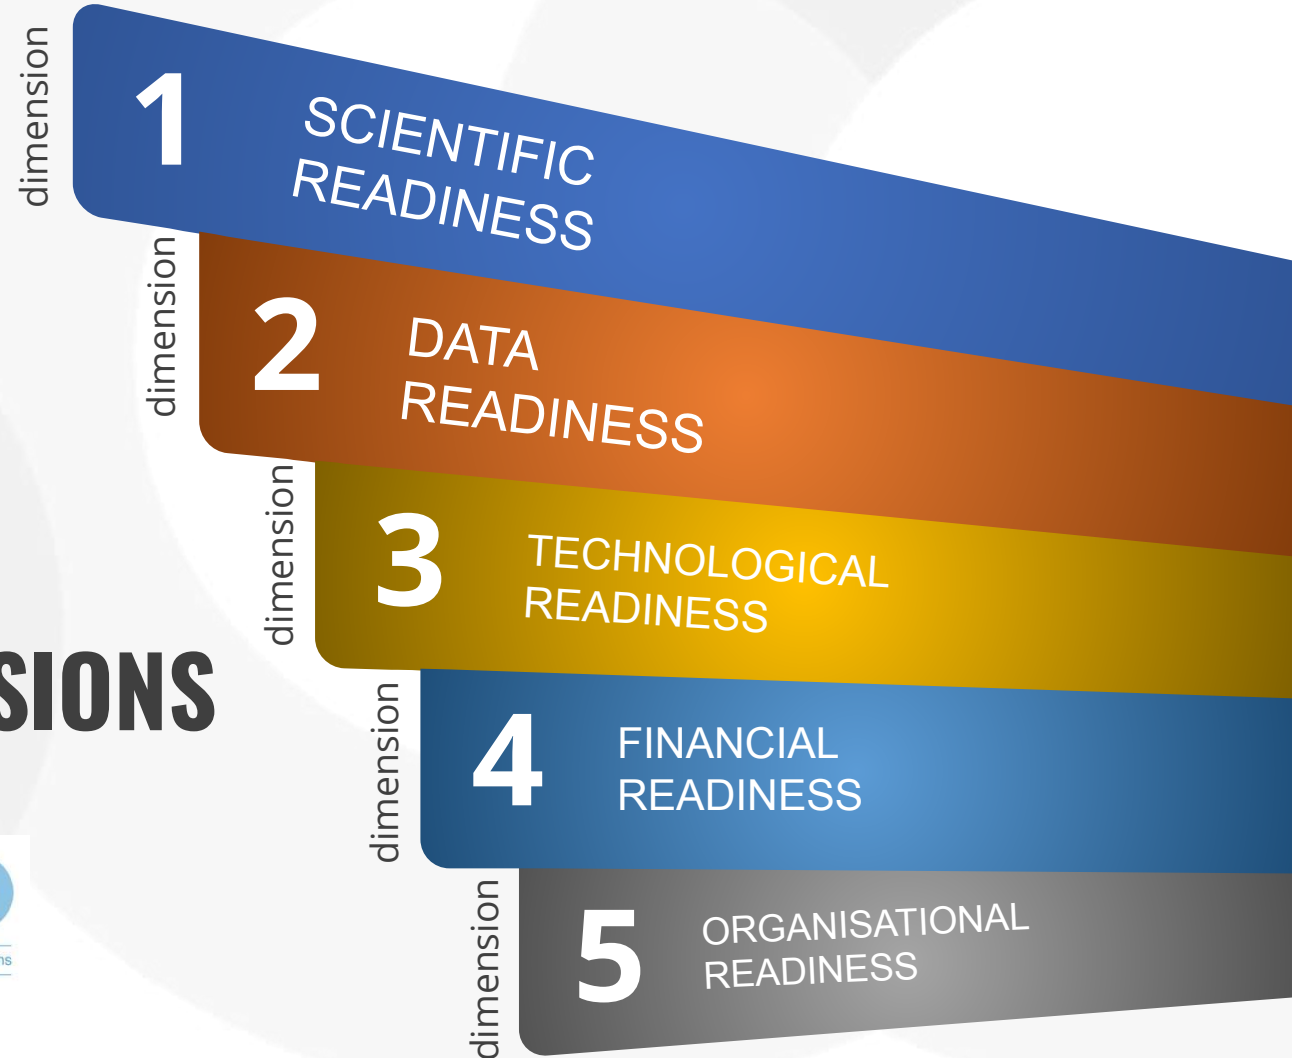 dimension
1
SCIENTIFIC
READINESS
dimension
2
DATA
READINESS
dimension
3
TECHNOLOGICAL
READINESS
SIONS
dimension
4
FINANCIAL
READINESS
ns
dimension
5
ORGANISATIONAL
READINESS